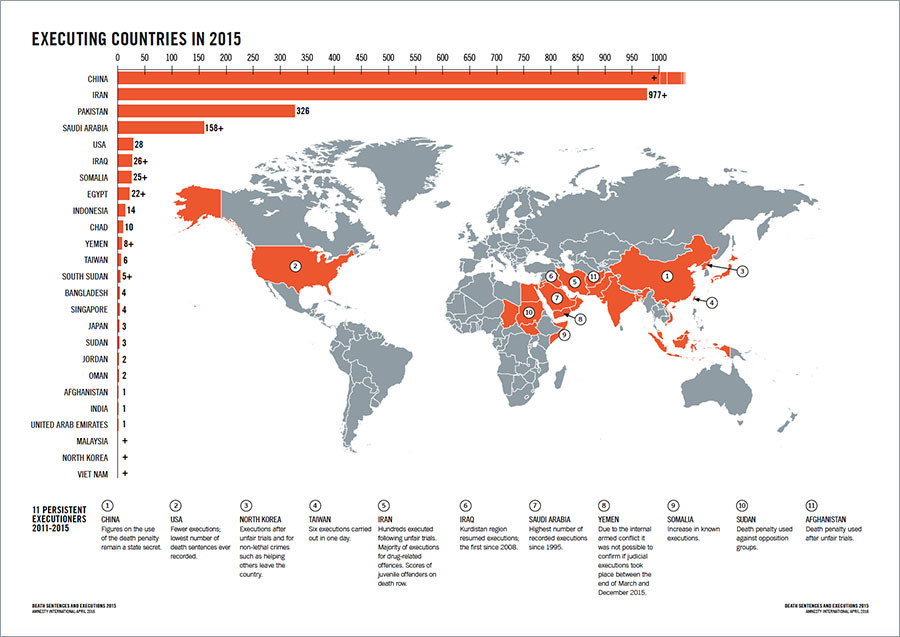 EXECUTING COUNTRIES IN 2015
0 50 100 150 200 250 300 350 400 450 500 550 600 650 700 750 800 850 900 950 1000
CHINA +
IRAN 977+
PAKISTAN 326
SAUDI ARABIA 158+
USA 28
IRAQ 26+
SOMALIA 25+
EGYPT 22+
INDONESIA 14
CHAD 10
YEMEN 8+
TAIWAN 6
SOUTH SUDAN 5+
BANGLADESH 4
SINGAPORE 4
JAPAN 3
SUDAN 3
JORDAN 2
OMAN 2
AFGHANISTAN 1
INDIA 1
UNITED ARAB EMIRATES 1
MALAYSIA +
NORTH KOREA +
VIET NAM +
2
6
5
11
1
3
7
4
10
8
9
11 PERSISTENT
EXECUTIONERS
2011-2015
1
CHINA
Figures on the use
of the death penalty
remain a state secret.
2
USA
Fewer executions;
lowest number of
death sentences ever
recorded.
3
NORTH KOREA
Executions after
unfair trials and for
non-lethal crimes
such as helping
others leave the
country.
4
TAIWAN
Six executions carried
out in one day.
5
IRAN
Hundreds executed
following unfair trials.
Majority of executions
for drug-related
offences. Scores of
juvenile offenders on
death row.
6
IRAQ
Kurdistan region
resumed executions;
the first since 2008.
7
SAUDI ARABIA
Highest number of
recorded executions
since 1995.
8
YEMEN
Due to the internal
armed conflict it
was not possible to
confirm if judicial
executions took
place between the
end of March and
December 2015.
9
SOMALIA
Increase in known
executions.
10
SUDAN
Death penalty used
against opposition
groups.
11
AFGHANISTAN
Death penalty used
after unfair trials.
DEATH SENTENCES AND EXECUTIONS 2015
AMNESTY INTERNATIONAL APRIL 2016
DEATH SENTENCES AND EXECUTIONS 2015
AMNESTY INTERNATIONAL APRIL 2016